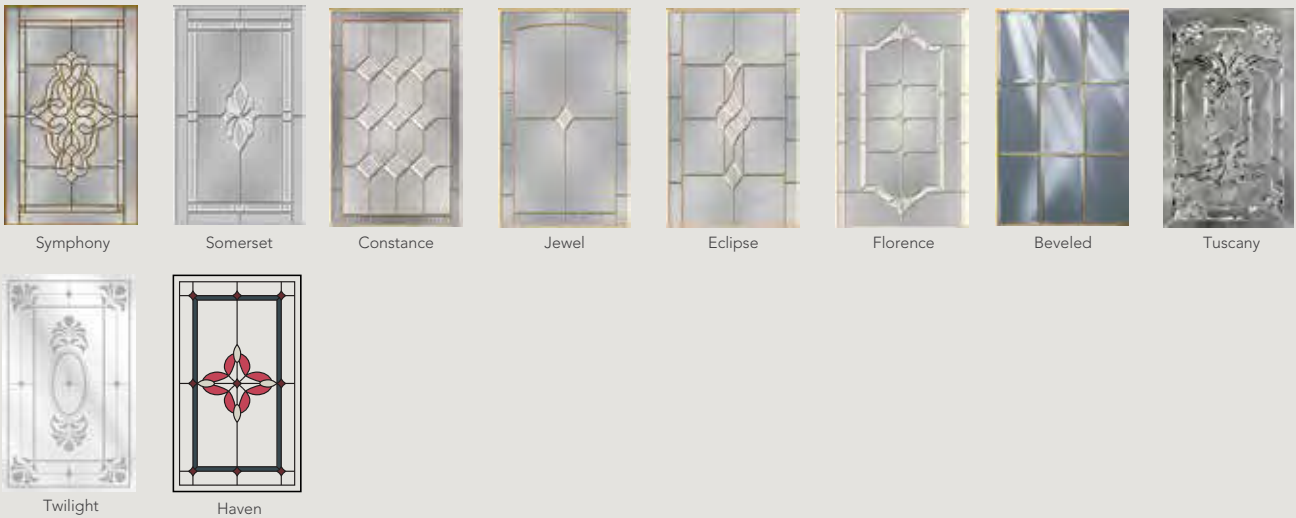 Symphony
Somerset
Constance
Jewel
Eclipse
Florence
Beveled
Tuscany
Twilight
Haven